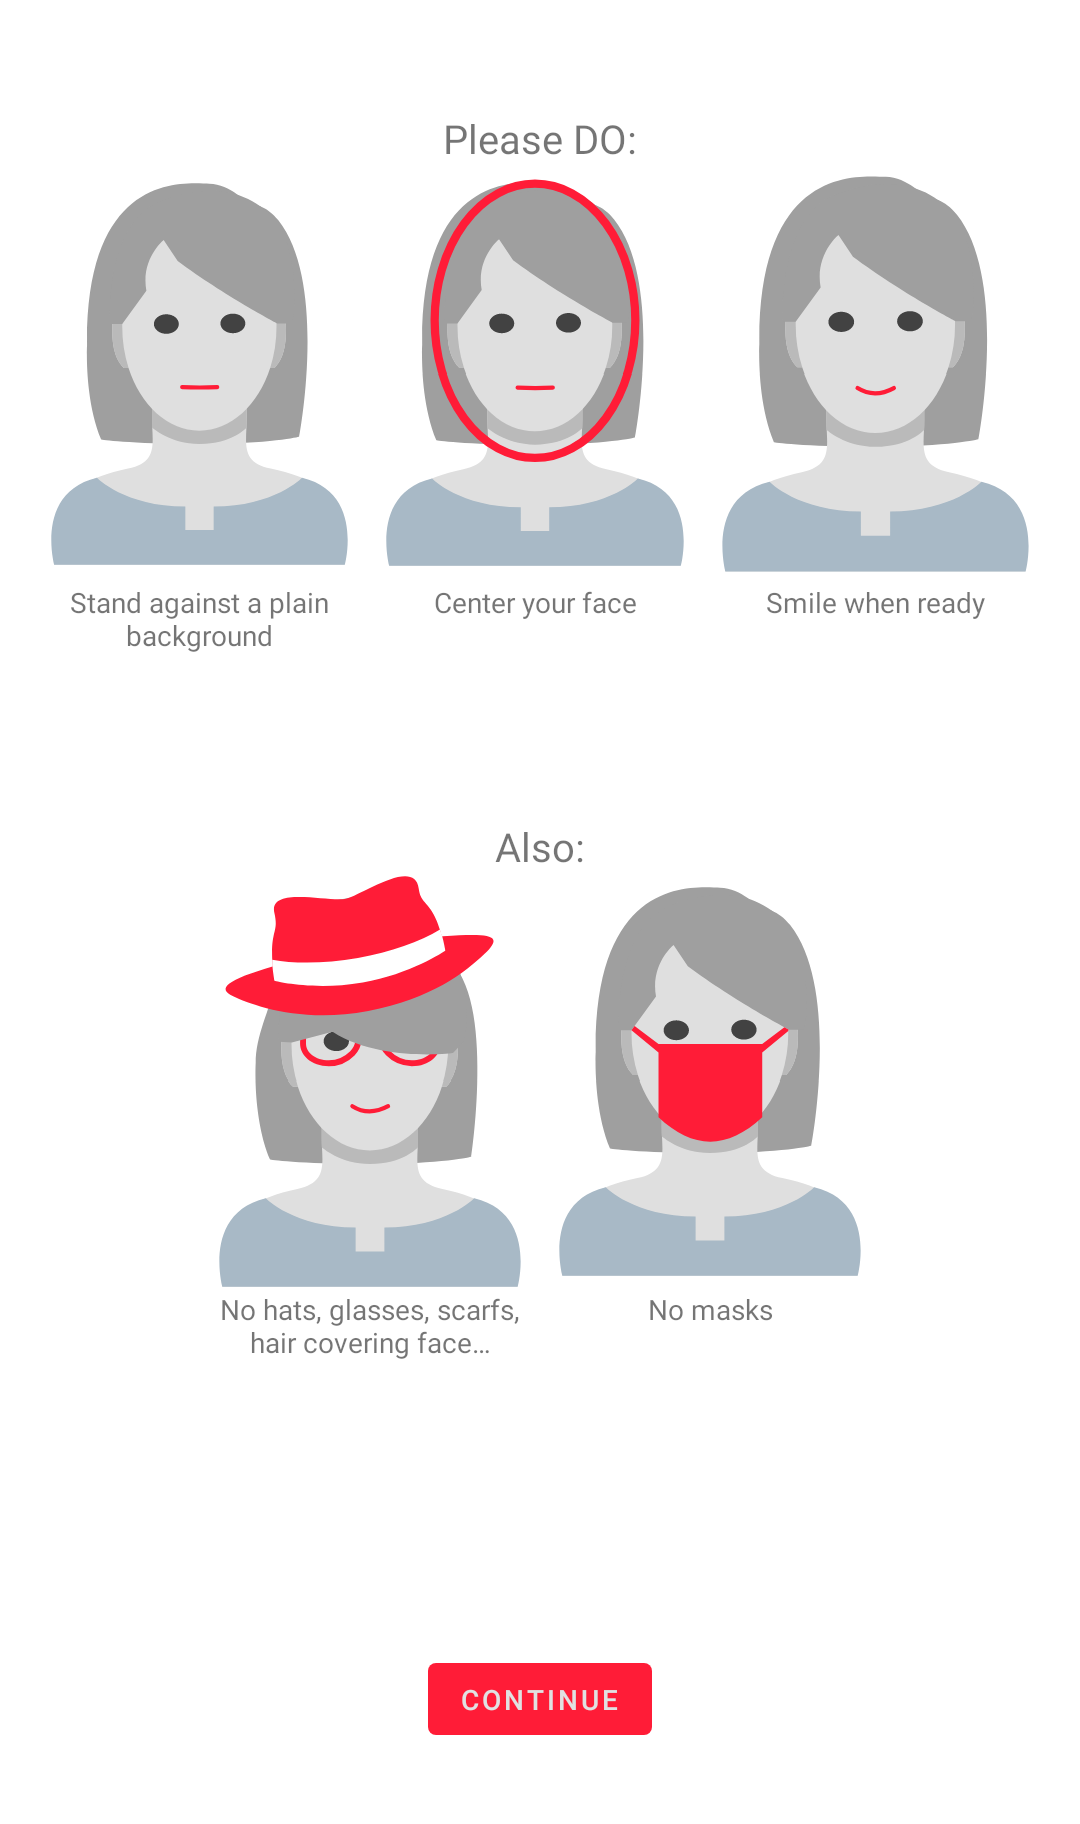 Please DO:
Stand against a plain
background
Center your face
Smile when ready
Also:
No hats, glasses, scarfs,
hair covering face...
No masks
CONTINUE